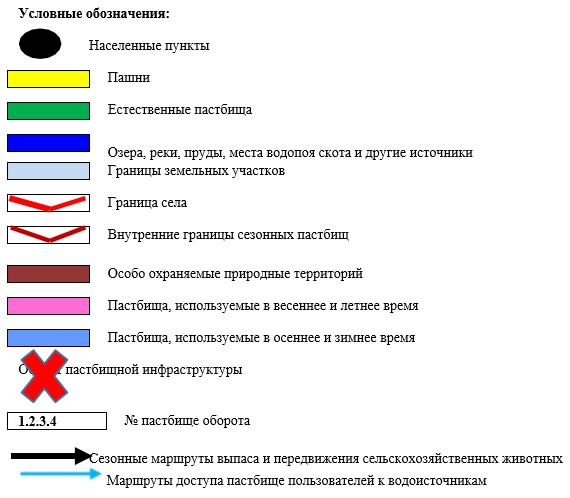 Условные обозначения:
Населенные пункты
Пашни
Естественные пастбища
Озера, реки, пруды, места водопоя скота и другие источники
Границы земельных участков
Граница села
Внутренние границы сезонных пастбищ
Особо охраняемые природные территорий
Пастбища, используемые в весеннее и летнее время
Пастбища, используемые в осеннее и зимнее время
пастбищной инфраструктуры
1.2.3.4 № пастбище оборота
Сезонные маршруты выпаса и передвижения сельскохозяйственных животных
Маршруты доступа пастбище пользователей к водоисточникам